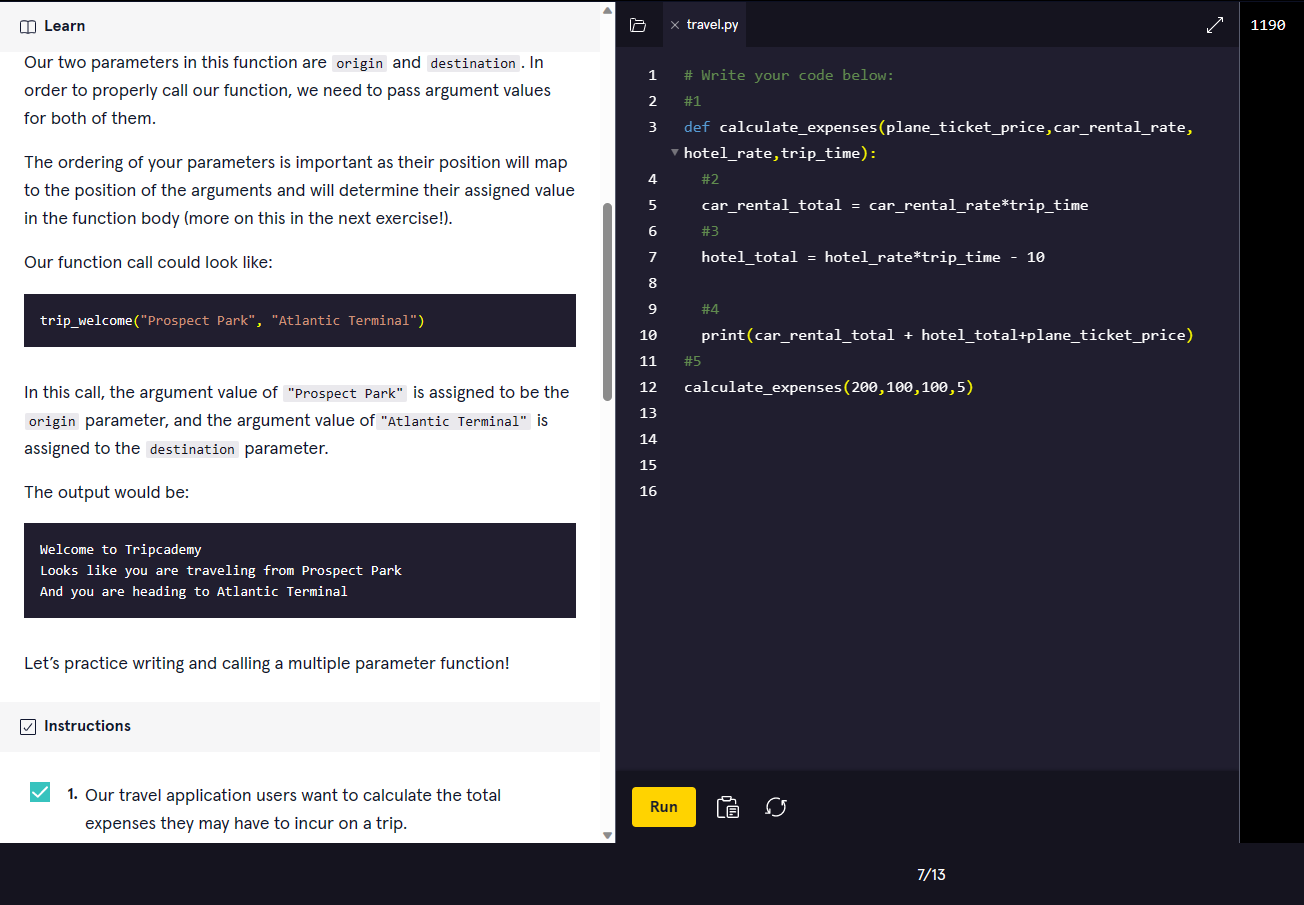 Learn
Our two parameters in this function are origin and destination. In
order to properly call our function, we need to pass argument values
for both of them.
The ordering of your parameters is important as their position will map
to the position of the arguments and will determine their assigned value
in the function body (more on this in the next exercise!).
Our function call could look like:
trip_welcome("Prospect Park", "Atlantic Terminal")
In this call, the argument value of "Prospect Park" is assigned to be the
origin parameter, and the argument value of "Atlantic Terminal" is
assigned to the destination parameter.
The output would be:
Welcome to Tripcademy
Looks like you are traveling from Prospect Park
And you are heading to Atlantic Terminal
Let's practice writing and calling a multiple parameter function!
Instructions
1. Our travel application users want to calculate the total
expenses they may have to incur on a trip.
travel.py
1 # Write your code below:
2 #1
3 def calculate_expenses(plane_ticket_price,car_rental_rate,
hotel_rate,trip_time):
4 #2
5 car_rental_total = car_rental_rate*trip_time
6 #3
7 hotel_total = hotel_rate*trip_time - 10
8
9 #4
10 print(car_rental_total + hotel_total+plane_ticket_price)
11 #5
12 calculate_expenses(200,100,100,5)
13
14
15
16
Run
1190
7/13